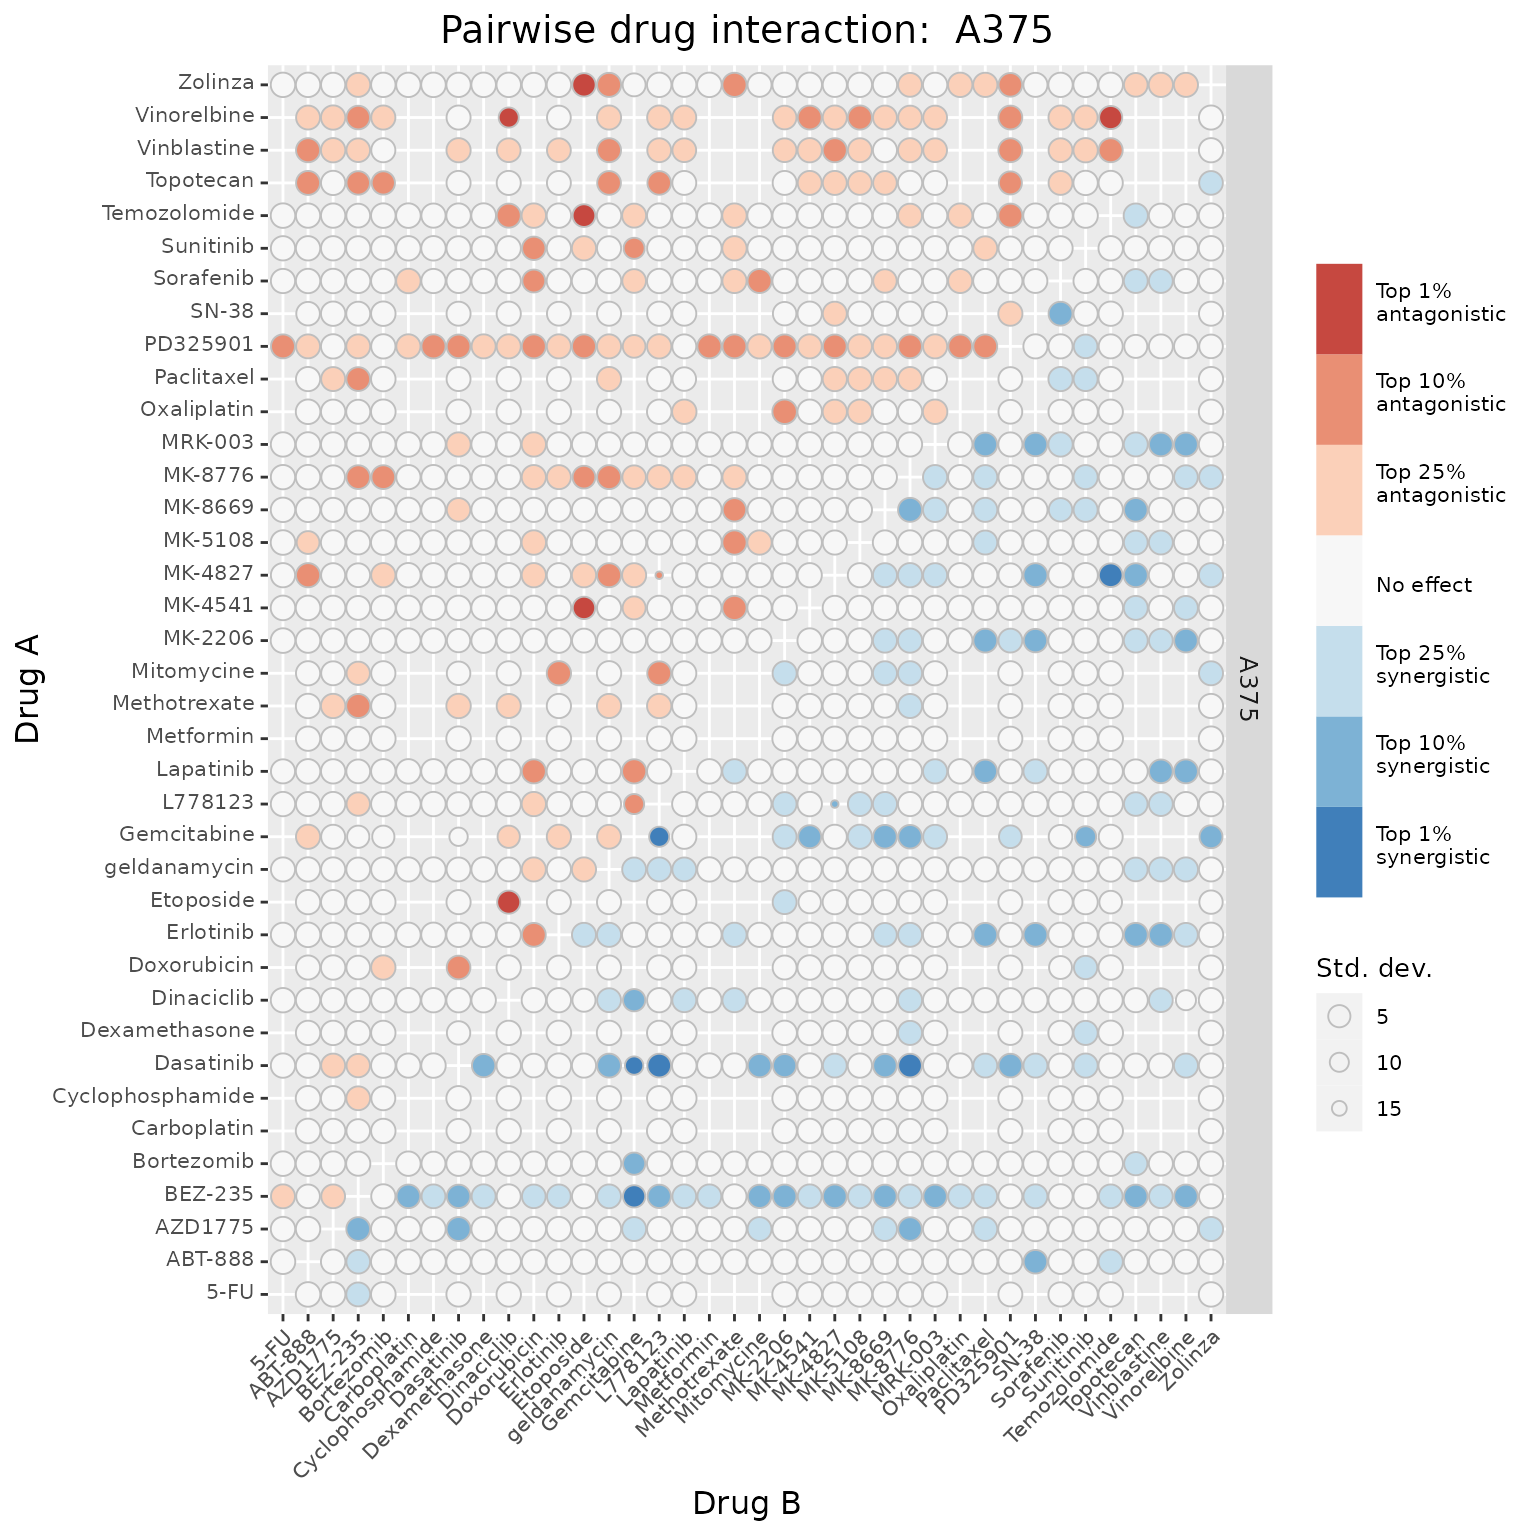 Pairwise drug interaction:  A375
Drug A
Zolinza
Vinorelbine
Vinblastine
Topotecan
Temozolomide
Sunitinib
Sorafenib
SN-38
PD325901
Paclitaxel
Oxaliplatin
MRK-003
MK-8776
MK-8669
MK-5108
MK-4827
MK-4541
MK-2206
Mitomycine
Methotrexate
Metformin
Lapatinib
L778123
Gemcitabine
geldanamycin
Etoposide
Erlotinib
Doxorubicin
Dinaciclib
Dexamethasone
Dasatinib
Cyclophosphamide
Carboplatin
Bortezomib
BEZ-235
AZD1775
ABT-888
5-FU
A375
5-FU
ABT-888
AZD1775
BEZ-235
Bortezomib
Carboplatin
Cyclophosphamide
Dasatinib
Dexamethasone
Dinaciclib
Doxorubicin
Erlotinib
Etoposide
geldanamycin
Gemcitabine
L778123
Lapatinib
Metformin
Methotrexate
Mitomycine
MK-2206
MK-4541
MK-4827
MK-5108
MK-8669
MK-8776
MRK-003
Oxaliplatin
Paclitaxel
PD325901
SN-38
Sorafenib
Sunitinib
Temozolomide
Topotecan
Vinblastine
Vinorelbine
Zolinza
Drug B
Top 1%
antagonistic
Top 10%
antagonistic
Top 25%
antagonistic
No effect
Top 25%
synergistic
Top 10%
synergistic
Top 1%
synergistic
Std. dev.
5
10
15